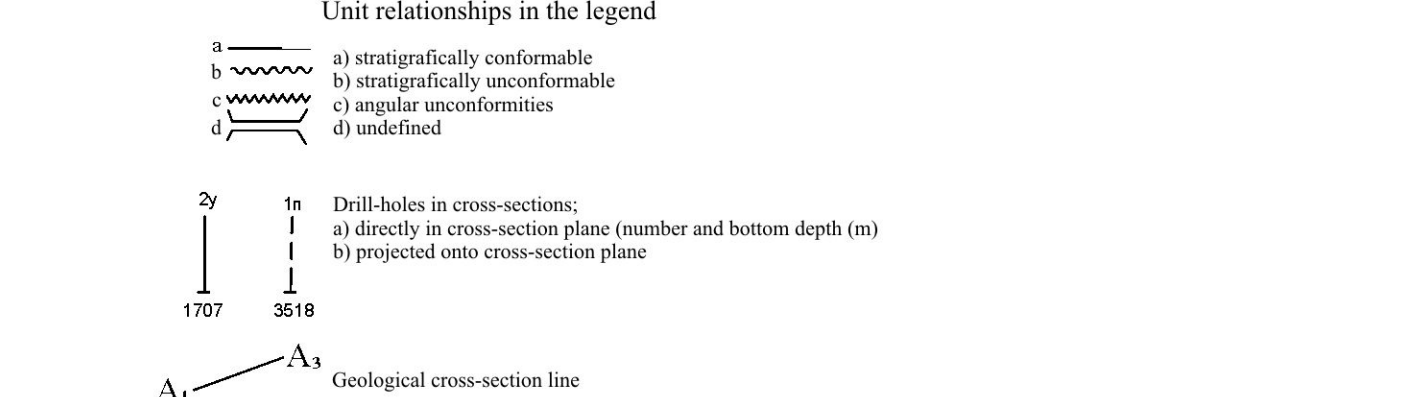 Unit relationships in the legend
a
a) stratigrafically conformable
b
b) stratigrafically unconformable
c
c) angular unconformities
d
d) undefined
2y 1n
Drill-holes in cross-sections;
a) directly in cross-section plane (number and bottom depth (m)
b) projected onto cross-section plane
1707 3518
A3
Geological cross-section line
A1